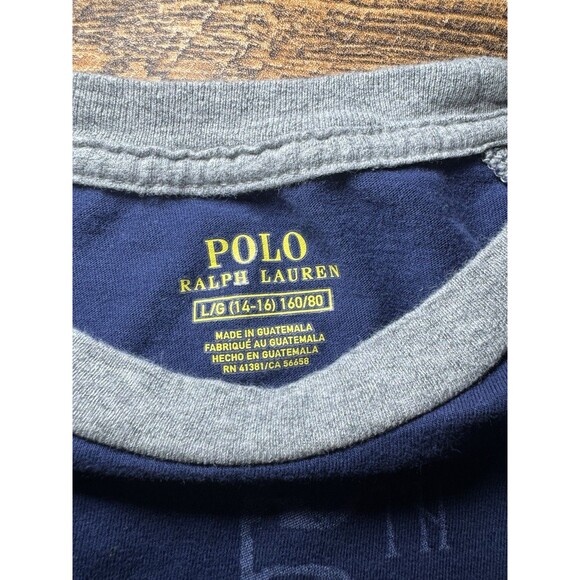 POLO
RALPH LAUREN
L/G (14-16) 160/80
MADE IN GUATEMALA
FABRIQUÉ AU GUATEMALA
HECHO EN GUATEMALA
RN 41381/CA 56658